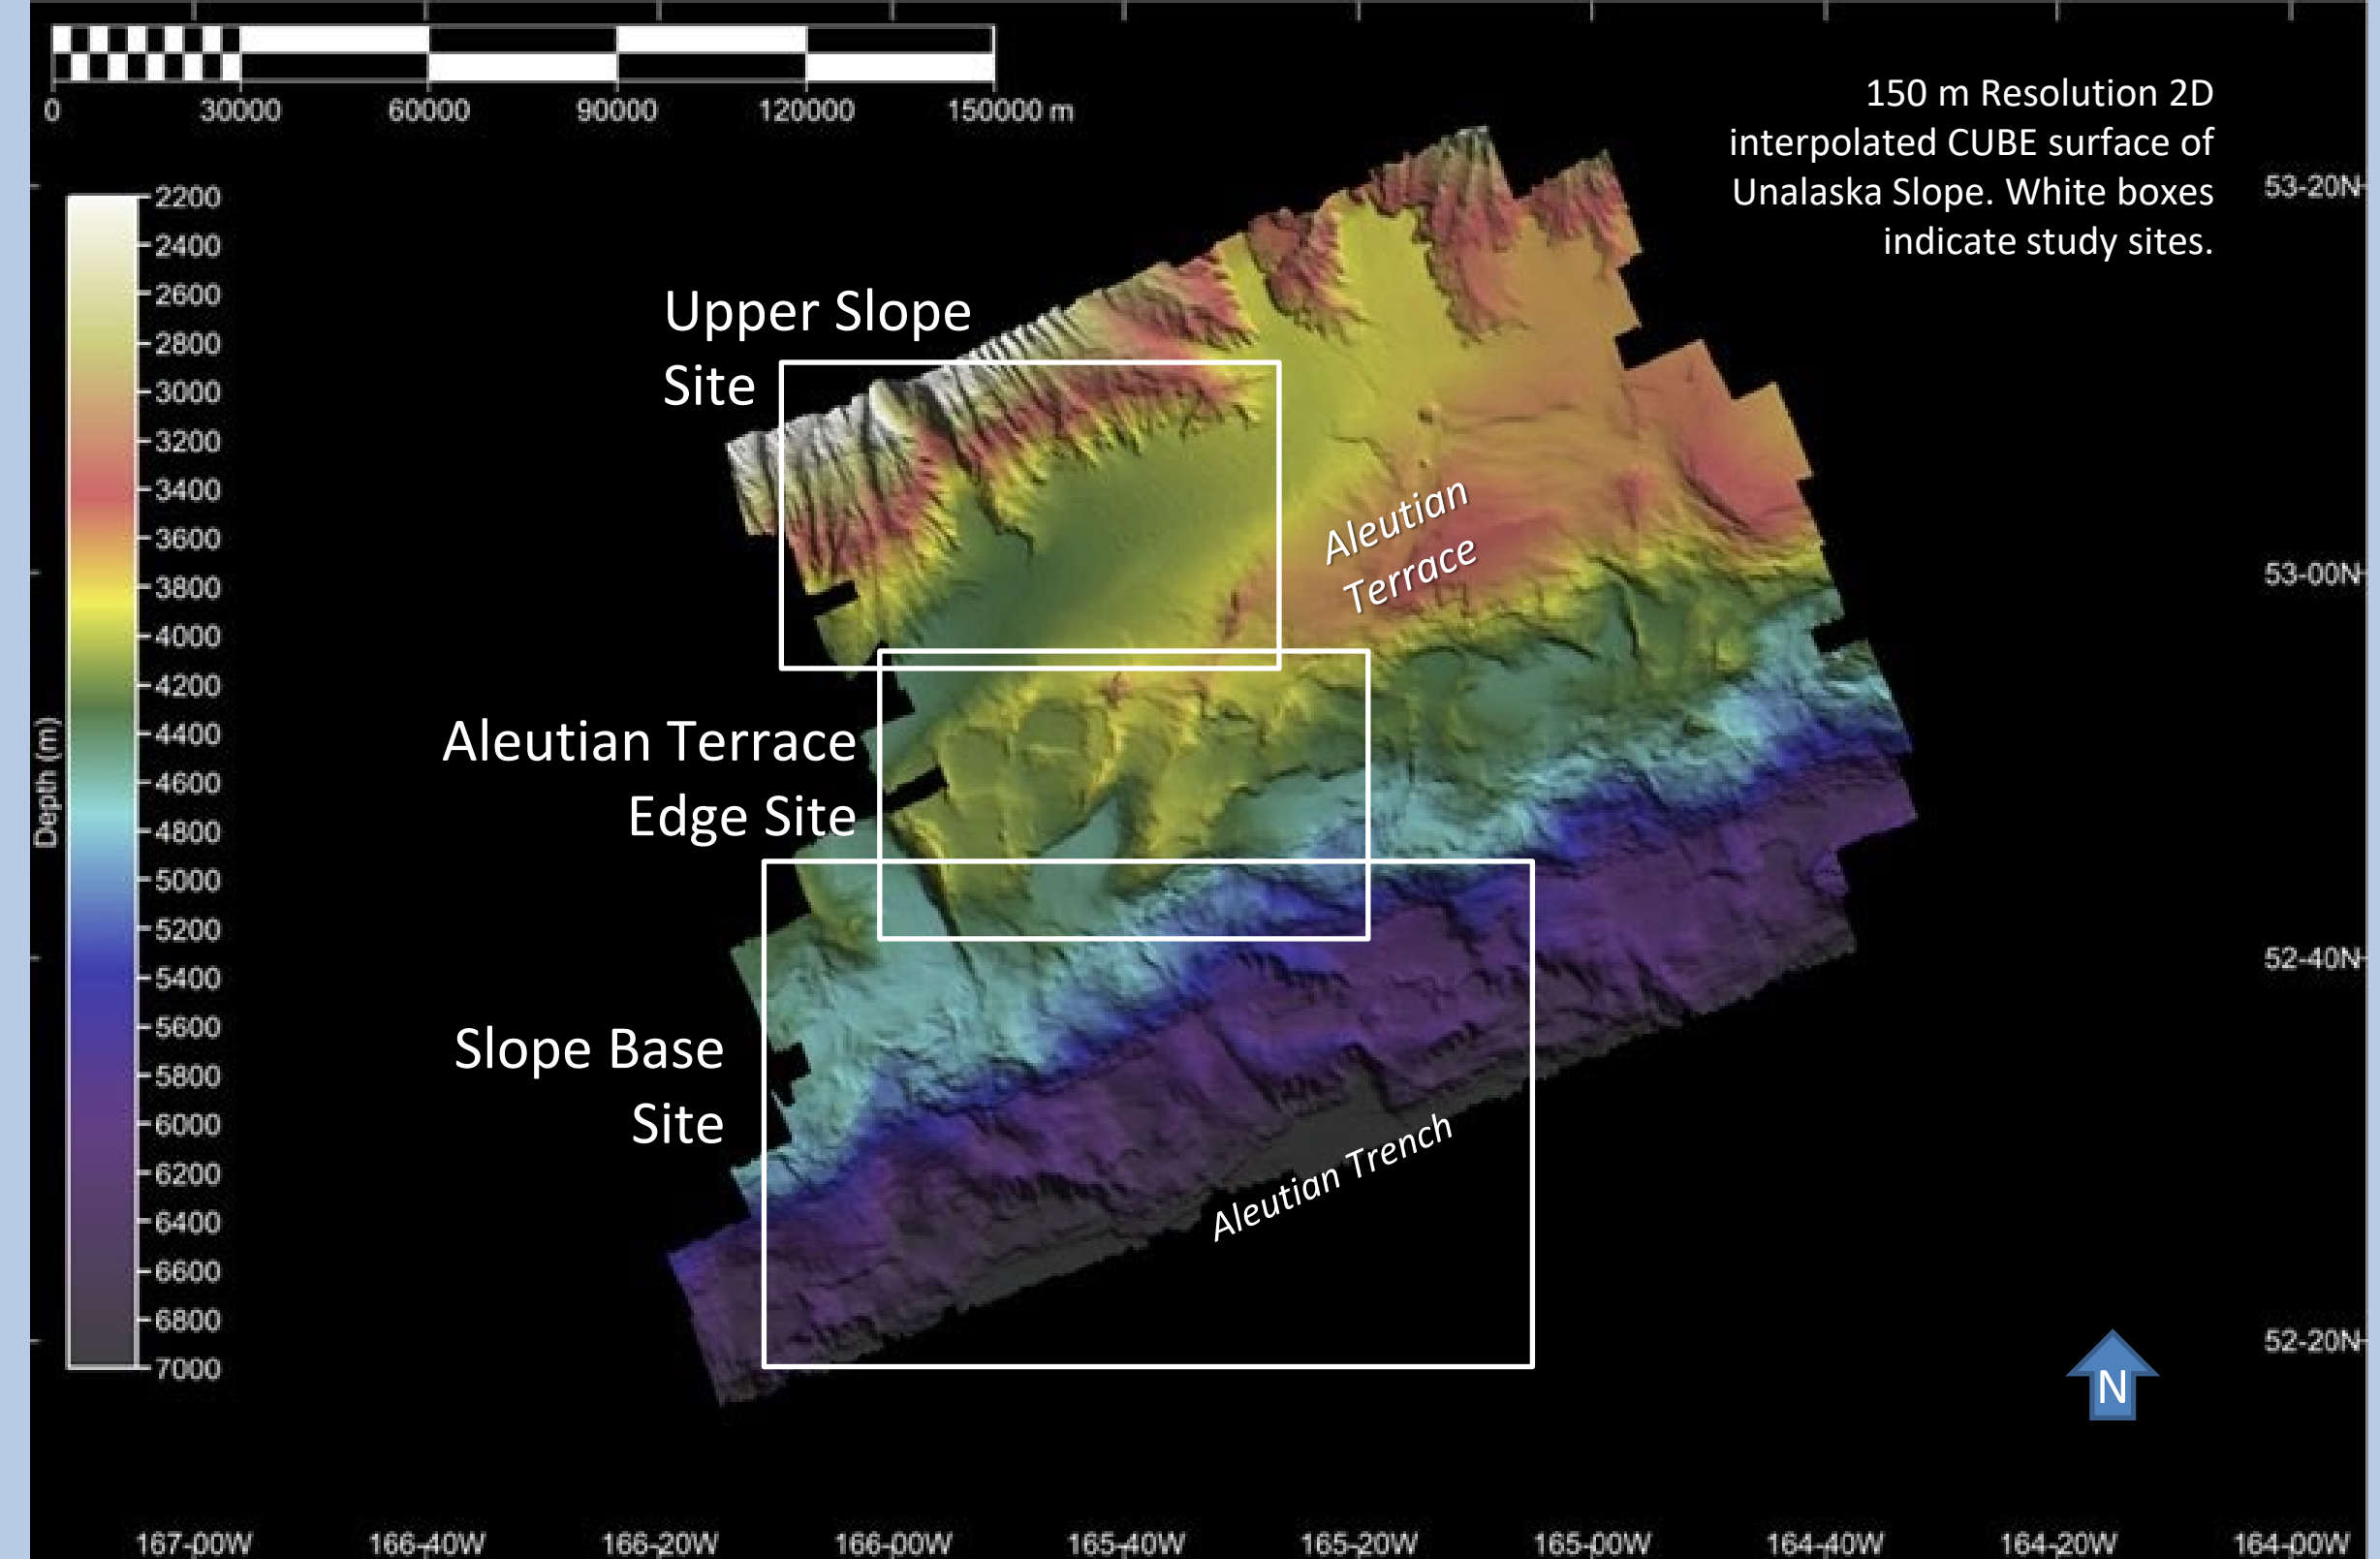 0 30000 60000 90000 120000 150000 m
150 m Resolution 2D
interpolated CUBE surface of
Unalaska Slope. White boxes
indicate study sites.
53-20N
53-00N
52-40N
52-20N
Depth (m)
2200
2400
2600
2800
3000
3200
3400
3600
3800
4000
4200
4400
4600
4800
5000
5200
5400
5600
5800
6000
6200
6400
6600
6800
7000
Upper Slope
Site
Aleutian
Terrace
Aleutian Terrace
Edge Site
Slope Base
Site
Aleutian Trench
N
167-00W 166-40W 166-20W 166-00W 165-40W 165-20W 165-00W 164-40W 164-20W 164-00W